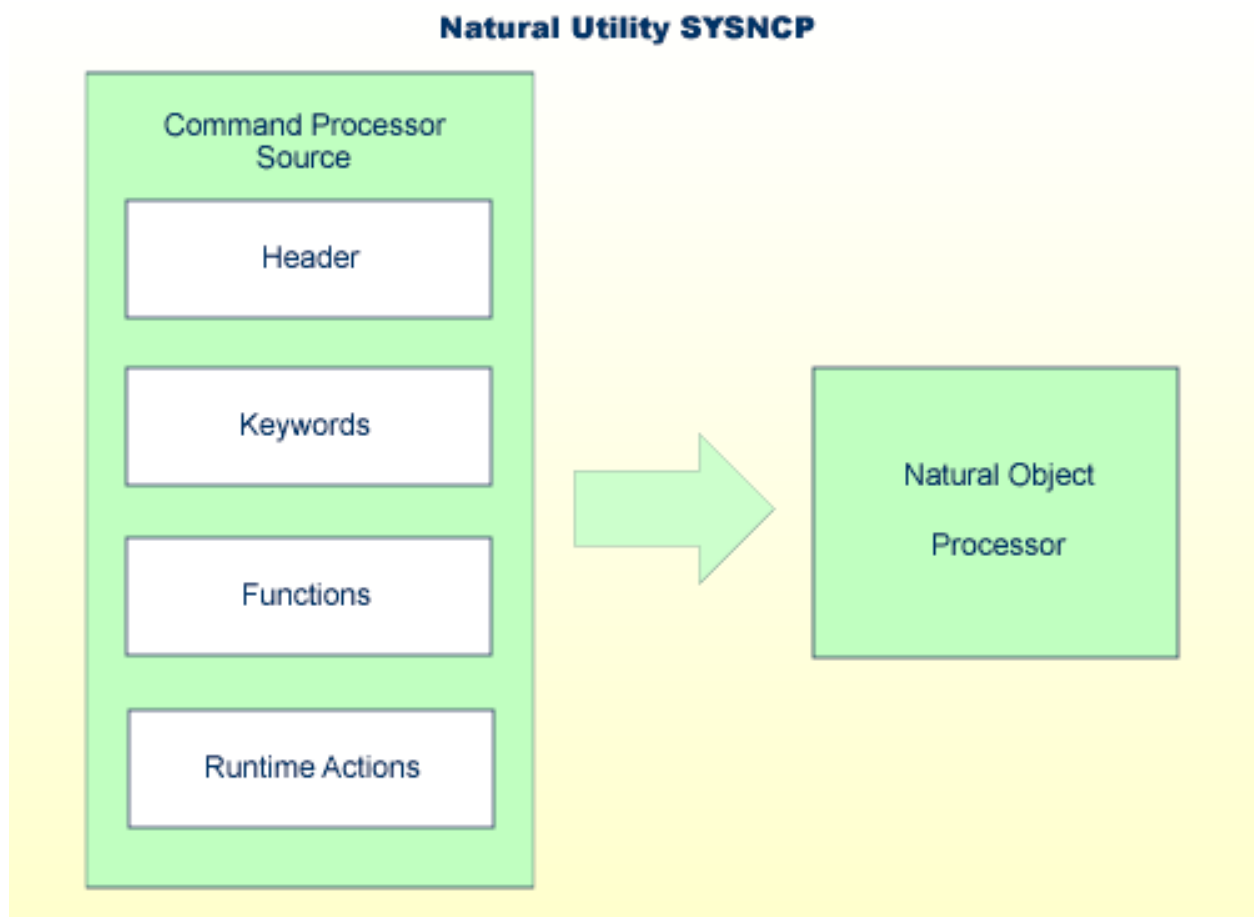 Natural Utility SYSNCP
Command Processor
Source
Header
Keywords
Functions
Runtime Actions
Natural Object
Processor